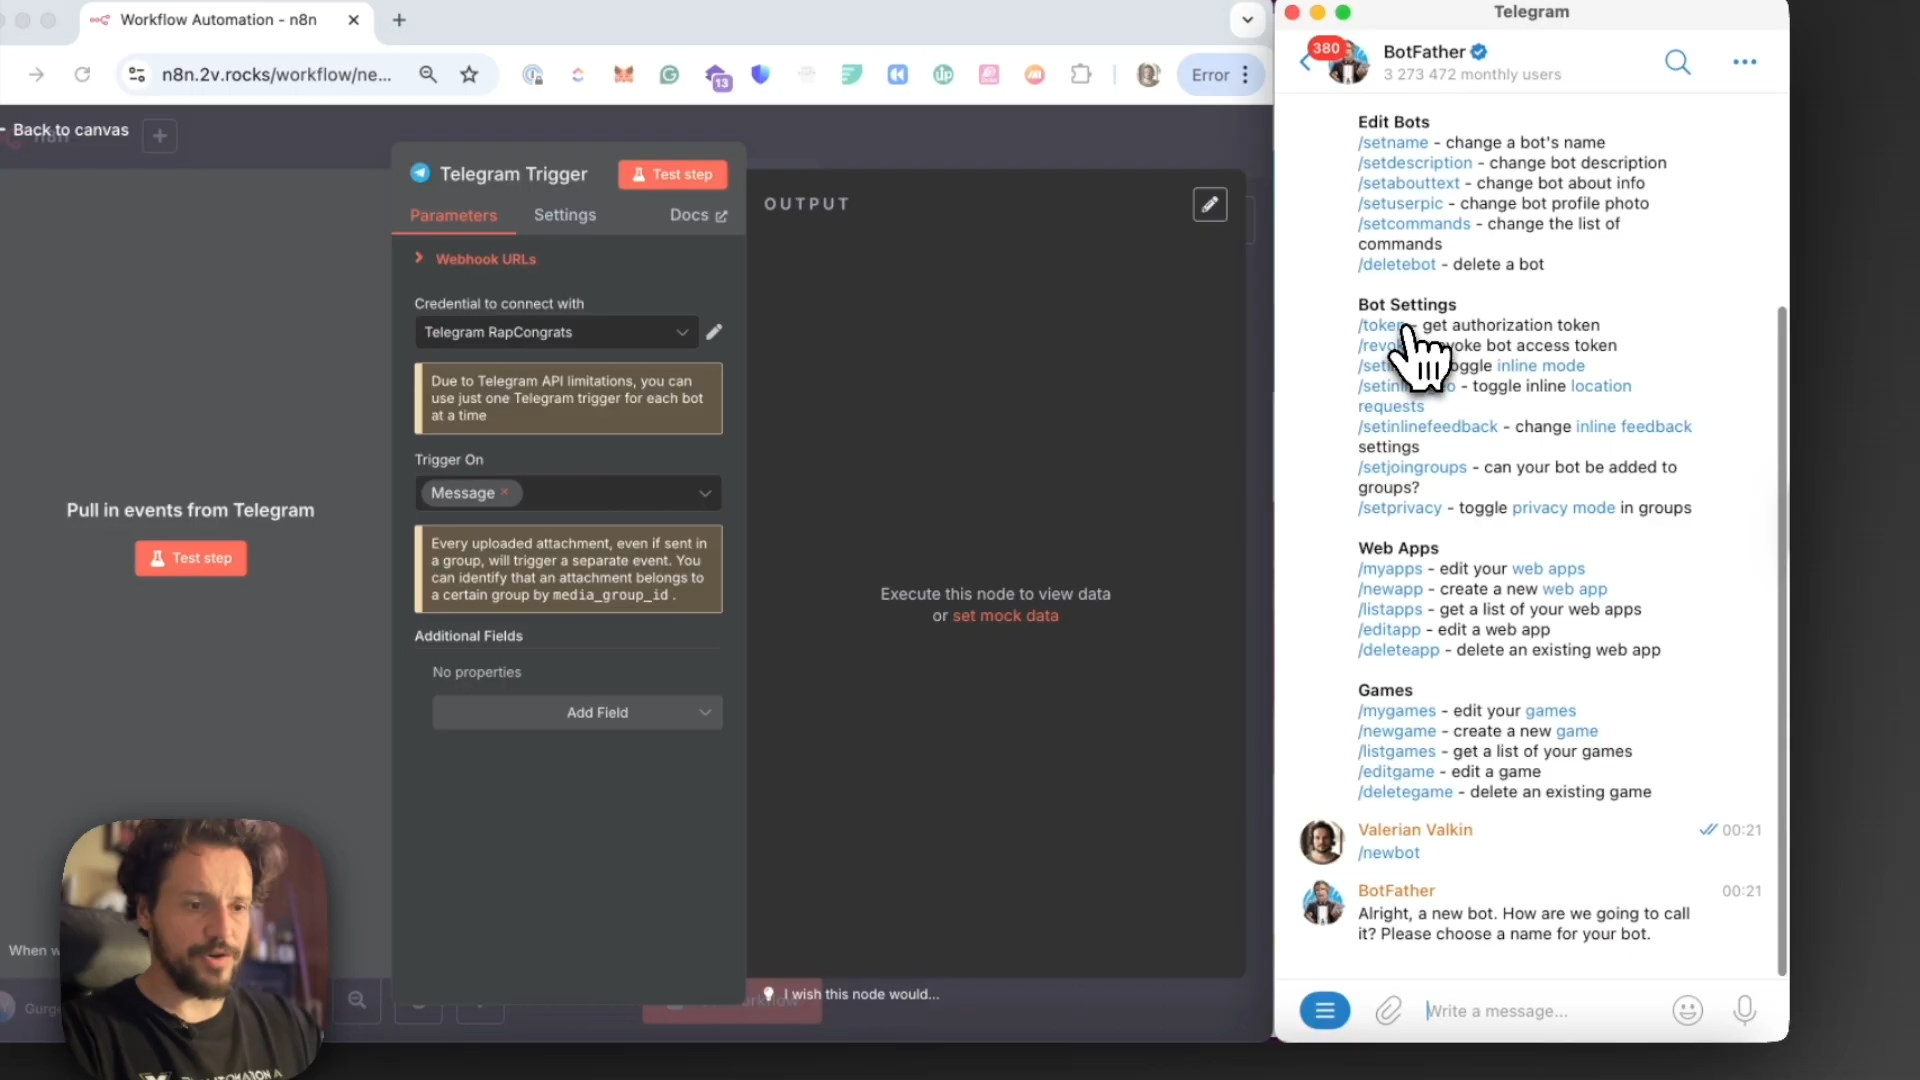 Workflow Automation - n8n
n8n.2v.rocks/workflow/ne...
13
Error
Back to canvas
Telegram Trigger
Test step
Parameters
Settings
Docs
Webhook URLs
Credential to connect with
Telegram RapCongrats
Due to Telegram API limitations, you can
use just one Telegram trigger for each bot
at a time
Trigger On
Message
Every uploaded attachment, even if sent in
a group, will trigger a separate event. You
can identify that an attachment belongs to
a certain group by media_group_id .
Additional Fields
No properties
Add Field
Pull in events from Telegram
Test step
When w
Gurg
OUTPUT
Execute this node to view data
or set mock data
I wish this node would...
Telegram
380
BotFather
3 273 472 monthly users
Edit Bots
/setname - change a bot's name
/setdescription - change bot description
/setabouttext - change bot about info
/setuserpic - change bot profile photo
/setcommands - change the list of
commands
/deletebot - delete a bot
Bot Settings
/token - get authorization token
/revo voke bot access token
/set oggle inline mode
/setinl o - toggle inline location
requests
/setinlinefeedback - change inline feedback
settings
/setjoingroups - can your bot be added to
groups?
/setprivacy - toggle privacy mode in groups
Web Apps
/myapps - edit your web apps
/newapp - create a new web app
/listapps - get a list of your web apps
/editapp - edit a web app
/deleteapp - delete an existing web app
Games
/mygames - edit your games
/newgame - create a new game
/listgames - get a list of your games
/editgame - edit a game
/deletegame - delete an existing game
Valerian Valkin
00:21
/newbot
BotFather
00:21
Alright, a new bot. How are we going to call
it? Please choose a name for your bot.
Write a message...